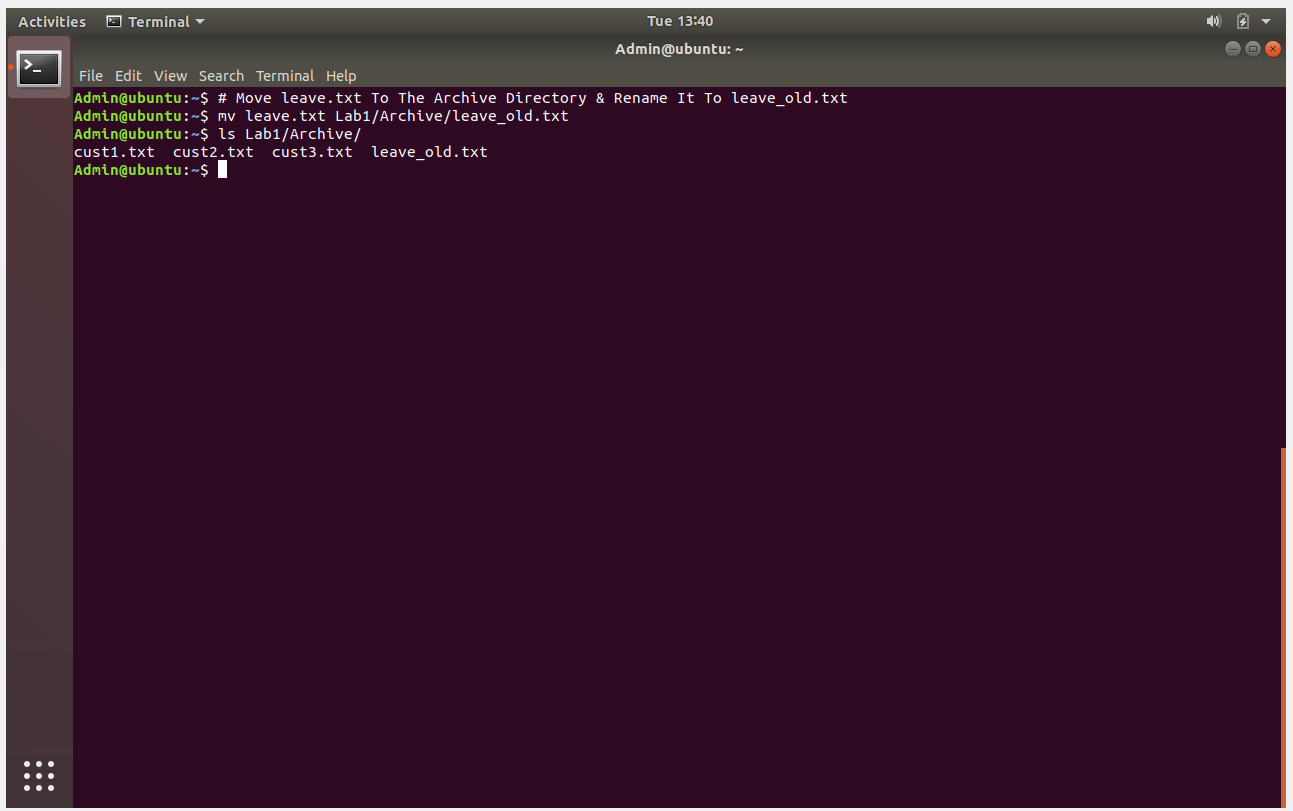 Activities Terminal Tue 13:40
Admin@ubuntu: ~
File Edit View Search Terminal Help
Admin@ubuntu:~$ # Move leave.txt To The Archive Directory & Rename It To leave_old.txt
Admin@ubuntu:~$ mv leave.txt Lab1/Archive/leave_old.txt
Admin@ubuntu:~$ ls Lab1/Archive/
cust1.txt  cust2.txt  cust3.txt  leave_old.txt
Admin@ubuntu:~$